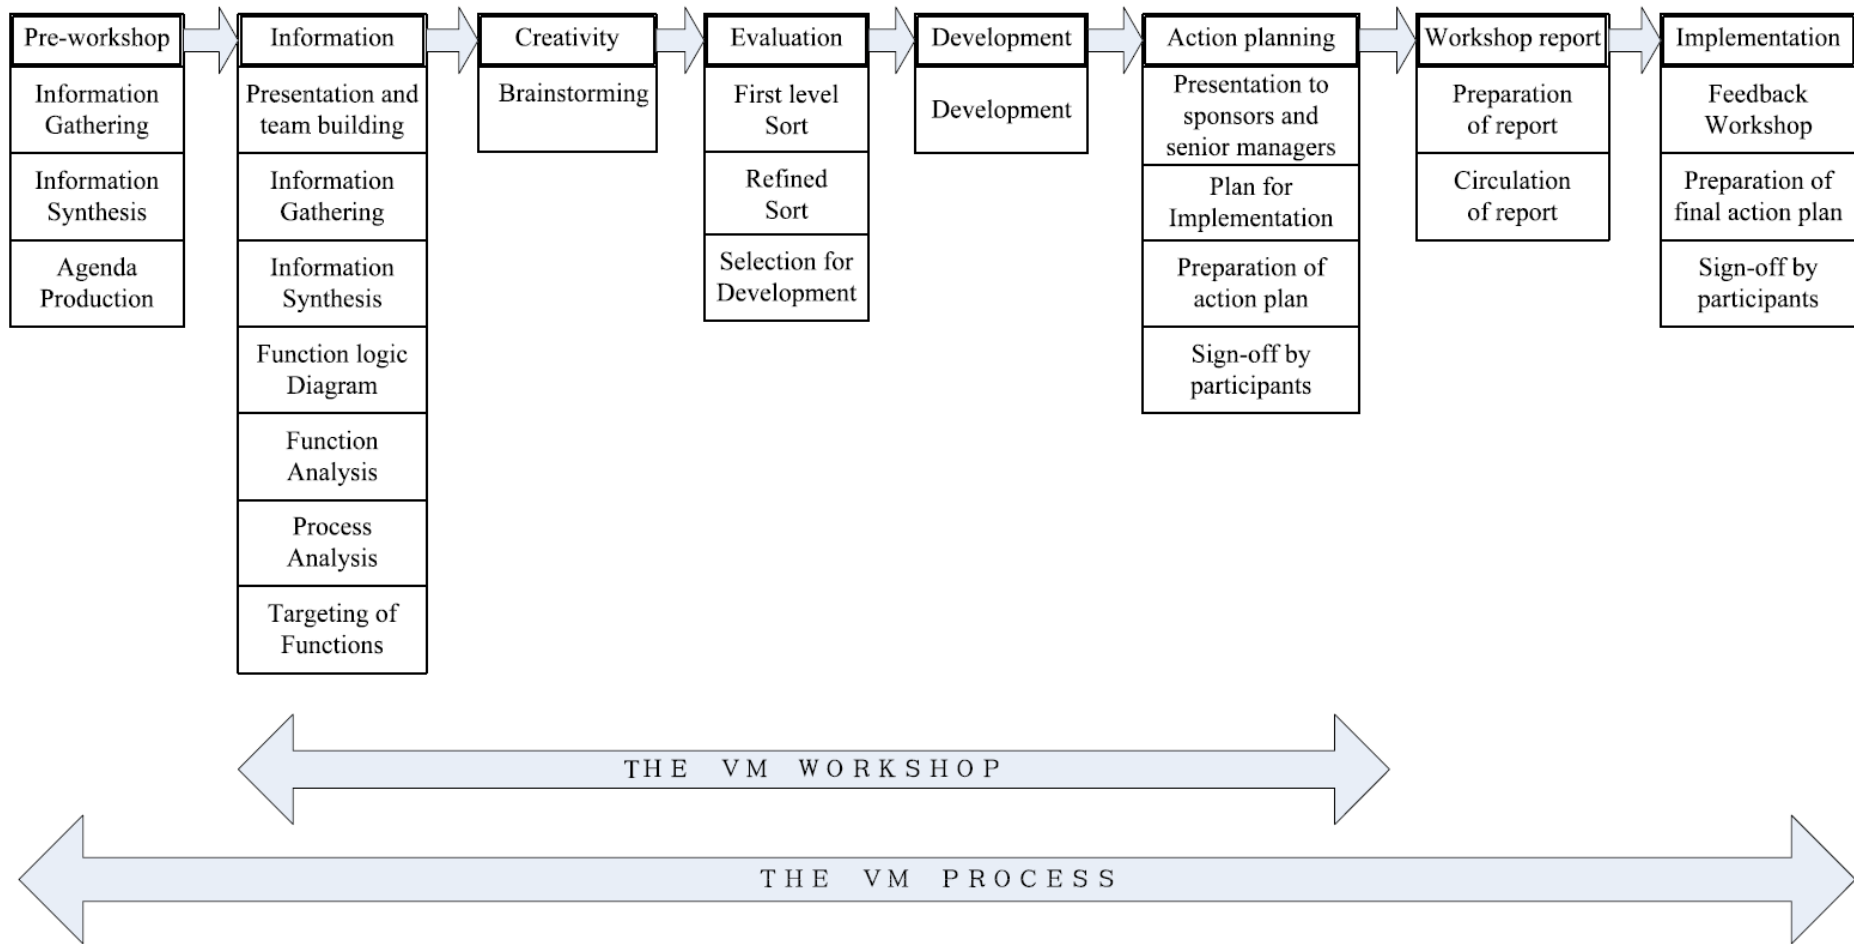 Pre-workshop
Information
Gathering
Information
Synthesis
Agenda
Production
Information
Presentation and
team building
Information
Gathering
Information
Synthesis
Function logic
Diagram
Function
Analysis
Process
Analysis
Targeting of
Functions
Creativity
Brainstorming
Evaluation
First level
Sort
Refined
Sort
Selection for
Development
Development
Development
Action planning
Presentation to
sponsors and
senior managers
Plan for
Implementation
Preparation of
action plan
Sign-off by
participants
Workshop report
Preparation
of report
Circulation
of report
Implementation
Feedback
Workshop
Preparation of
final action plan
Sign-off by
participants
THE VM WORKSHOP
THE VM PROCESS